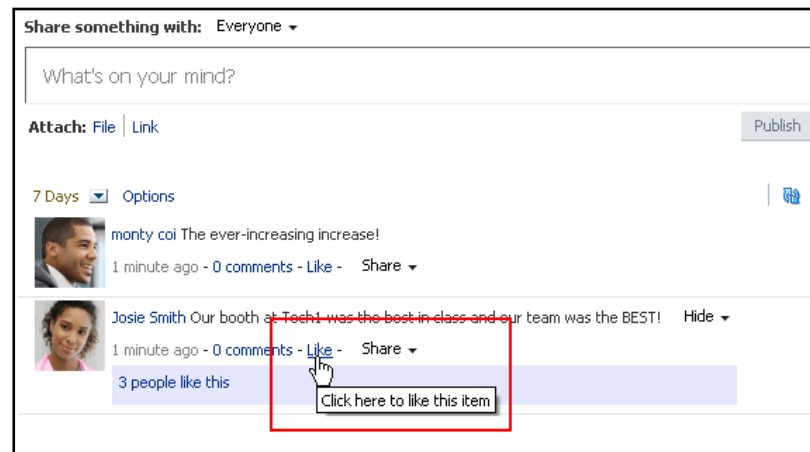 Share something with: Everyone
What's on your mind?
Attach: File Link
Publish
7 Days Options
monty coi The ever-increasing increase!
1 minute ago - 0 comments - Like - Share
Josie Smith Our booth at Tech1 was the best in class and our team was the BEST! Hide
1 minute ago - 0 comments - Like - Share
3 people like this
Click here to like this item